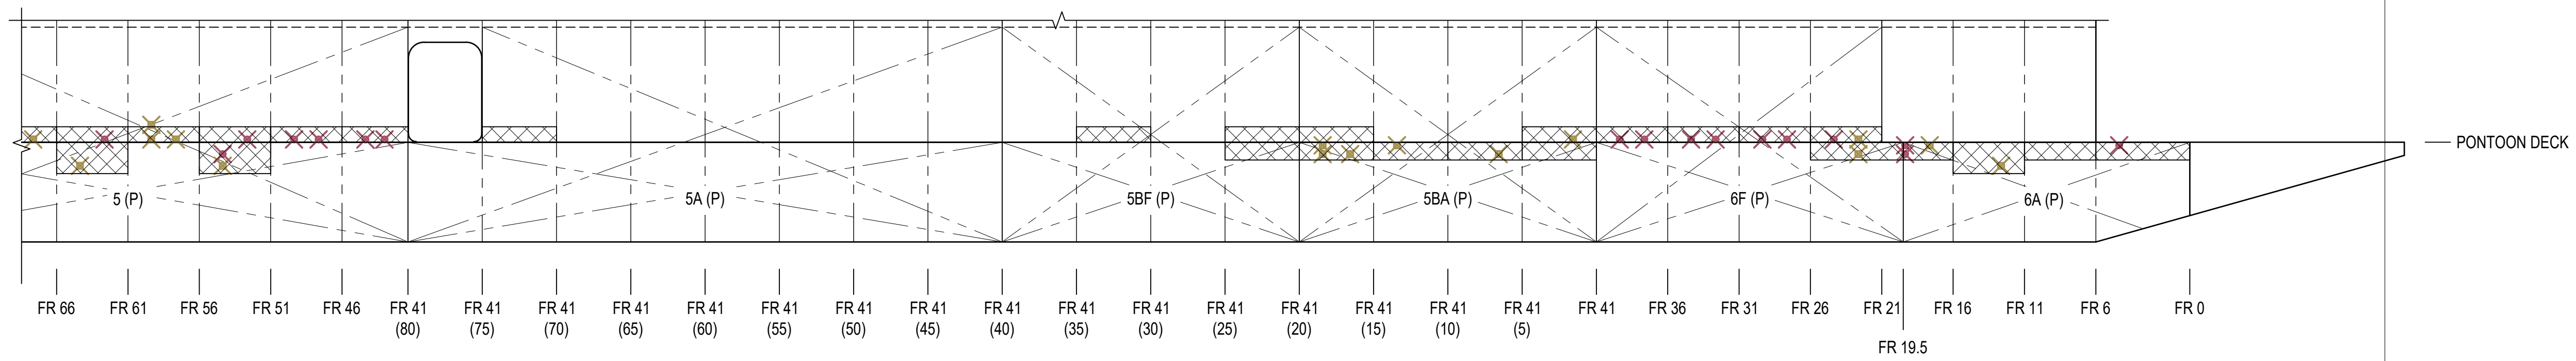 PONTOON DECK
5 (P)
5A (P)
5BF (P)
5BA (P)
6F (P)
6A (P)
FR 66
FR 61
FR 56
FR 51
FR 46
FR 41
(80)
FR 41
(75)
FR 41
(70)
FR 41
(65)
FR 41
(60)
FR 41
(55)
FR 41
(50)
FR 41
(45)
FR 41
(40)
FR 41
(35)
FR 41
(30)
FR 41
(25)
FR 41
(20)
FR 41
(15)
FR 41
(10)
FR 41
(5)
FR 41
FR 36
FR 31
FR 26
FR 21
FR 19.5
FR 16
FR 11
FR 6
FR 0